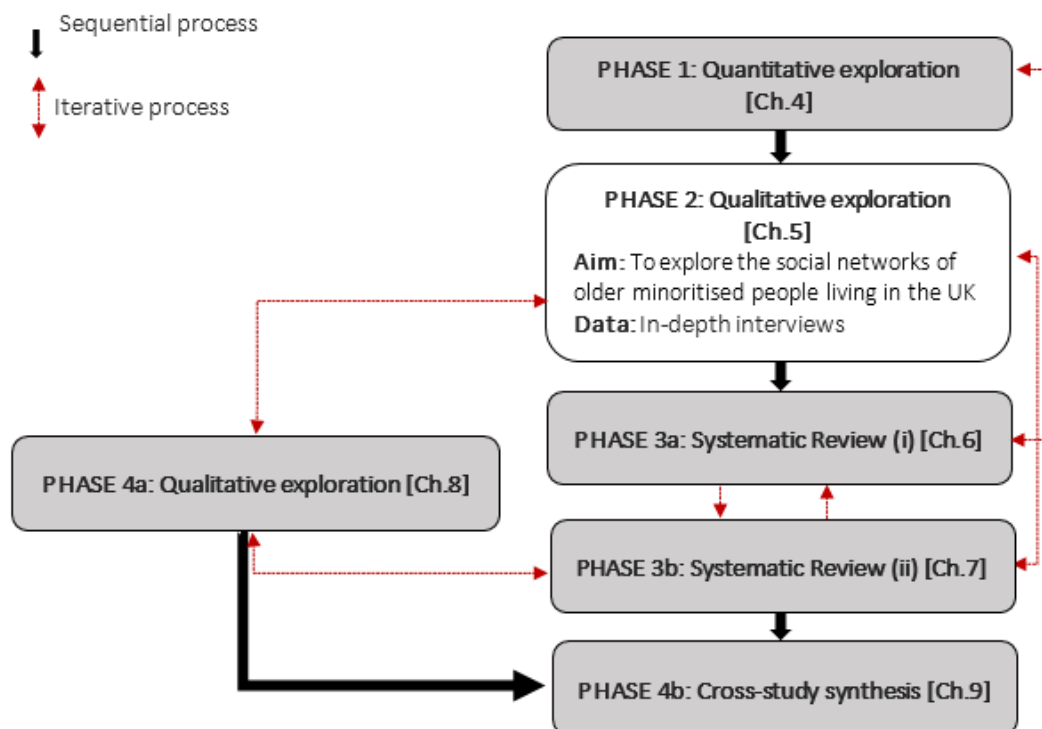 Sequential process
Iterative process
PHASE 1: Quantitative exploration
[Ch.4]
PHASE 2: Qualitative exploration
[Ch.5]
Aim: To explore the social networks of
older minoritised people living in the UK
Data: In-depth interviews
PHASE 3a: Systematic Review (i) [Ch.6]
PHASE 4a: Qualitative exploration [Ch.8]
PHASE 3b: Systematic Review (ii) [Ch.7]
PHASE 4b: Cross-study synthesis [Ch.9]